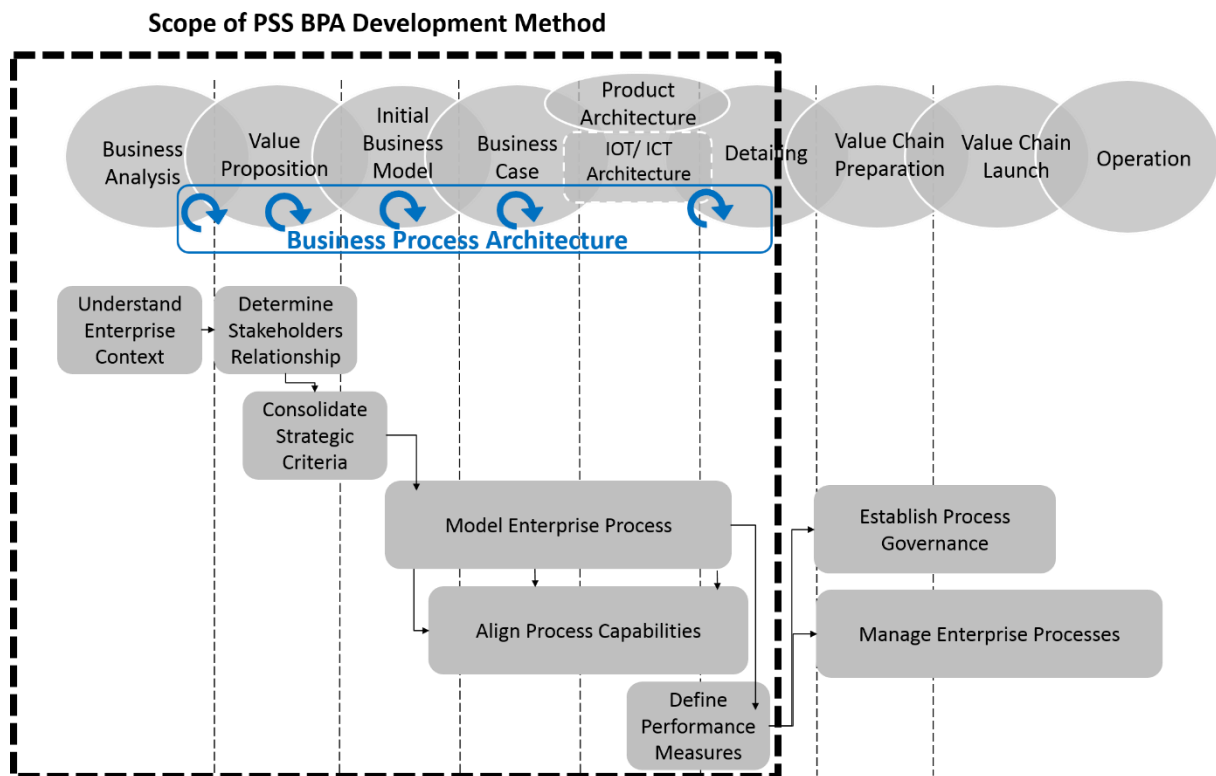 Scope of PSS BPA Development Method
Business
Analysis
Value
Proposition
Initial
Business
Model
Business
Case
Product
Architecture
IOT/ ICT
Architecture
Detailing
Value Chain
Preparation
Value Chain
Launch
Operation
Business Process Architecture
Understand
Enterprise
Context
Determine
Stakeholders
Relationship
Consolidate
Strategic
Criteria
Model Enterprise Process
Establish Process
Governance
Align Process Capabilities
Manage Enterprise Processes
Define
Performance
Measures